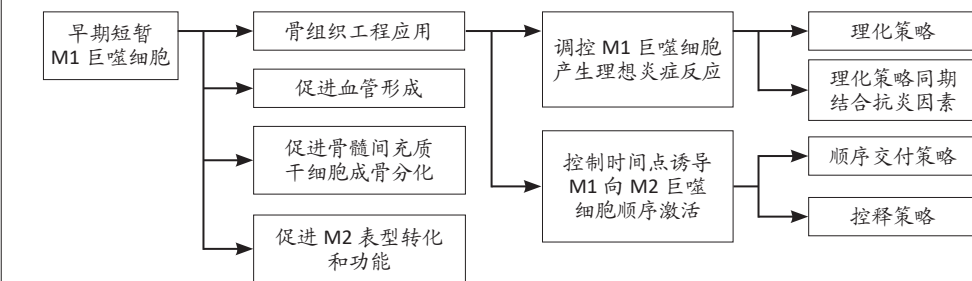 早期短暂
M1 巨噬细胞
骨组织工程应用
促进血管形成
促进骨髓间充质
干细胞成骨分化
促进 M2 表型转化
和功能
调控 M1 巨噬细胞
产生理想炎症反应
控制时间点诱导
M1 向 M2 巨噬
细胞顺序激活
理化策略
理化策略同期
结合抗炎因素
顺序交付策略
控释策略